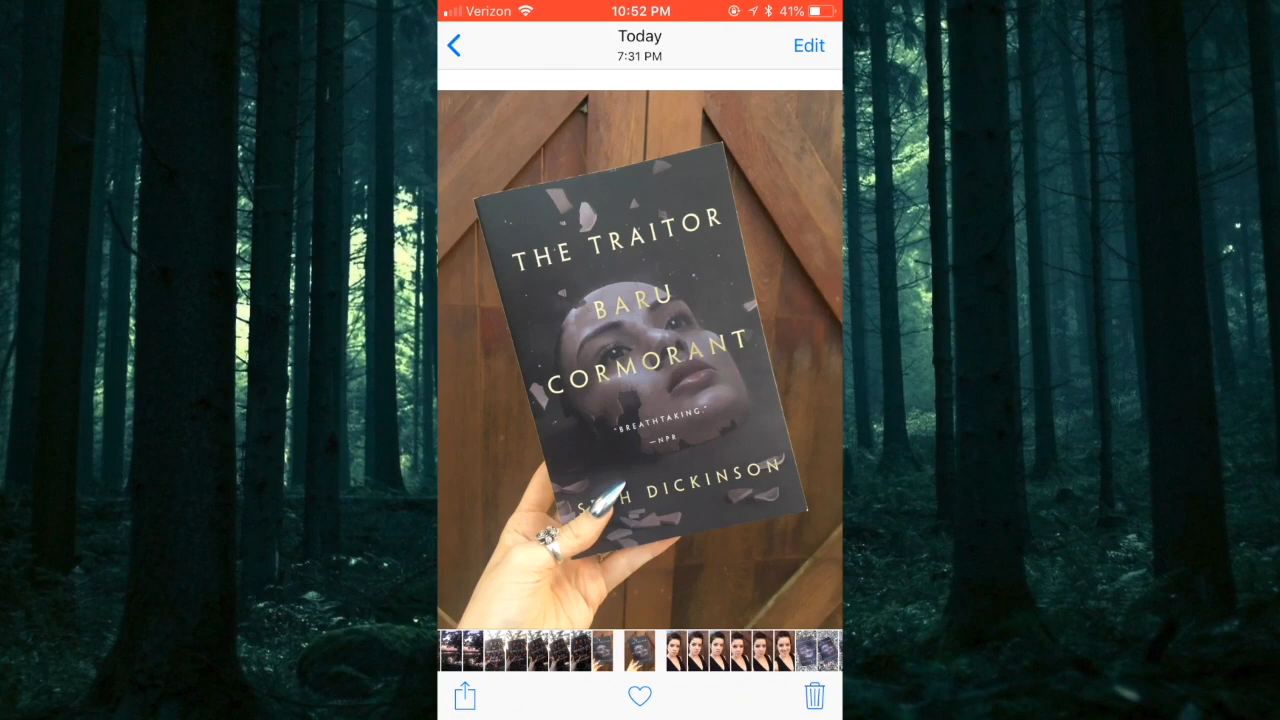 Verizon 10:52 PM 41%
Today
7:31 PM
Edit
THE TRAITOR
BARU
CORMORANT
"BREATHTAKING."
—NPR
DICKINSON